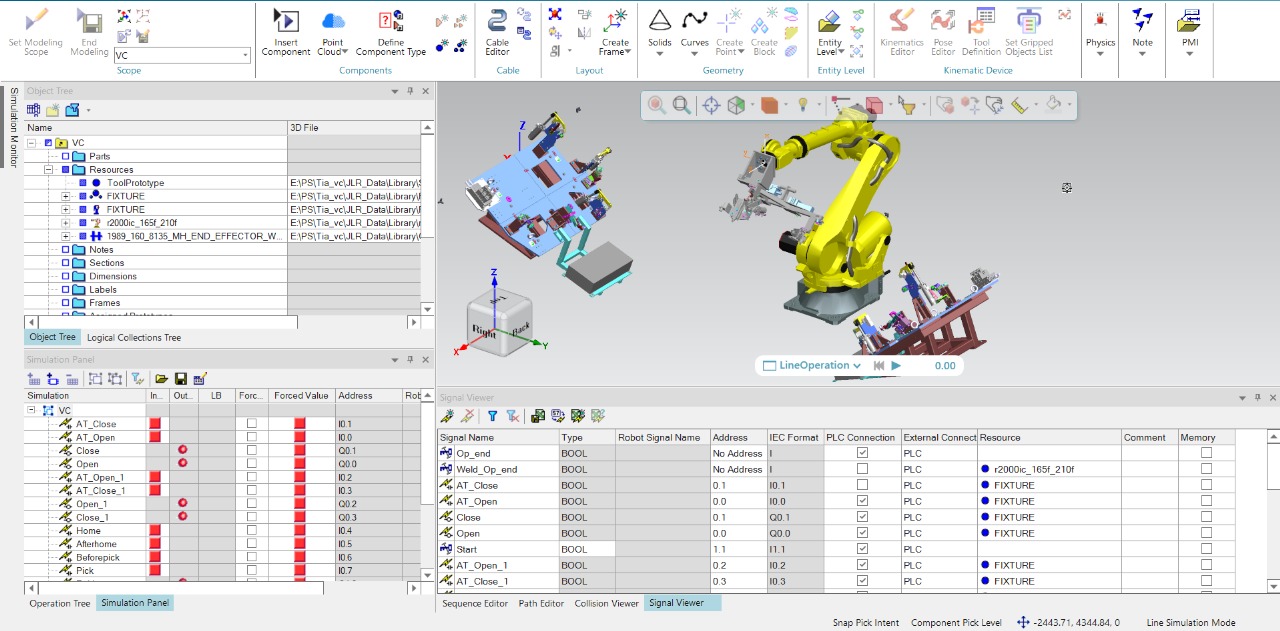 Set Modeling Scope
End Modeling
VC
Scope
Insert Component
Point Cloud
Define Component Type
Components
Cable Editor
Cable
Create Frame
Layout
Solids
Curves
Create Point
Create Block
Geometry
Entity Level
Entity Level
Kinematics Editor
Pose Editor
Tool Definition
Set Gripped Objects List
Kinematic Device
Physics
Note
PMI
Simulation Monitor
Object Tree
Name 3D File
VC
Parts
Resources
ToolPrototype E:\PS\Tia_vc\JLR_Data\Library\
FIXTURE E:\PS\Tia_vc\JLR_Data\Library\
FIXTURE E:\PS\Tia_vc\JLR_Data\Library\
r2000ic_165f_210f E:\PS\Tia_vc\JLR_Data\Library\
1989_160_8135_MH_END_EFFECTOR_W... E:\PS\Tia_vc\JLR_Data\Library\
Notes
Sections
Dimensions
Labels
Frames
Object Tree Logical Collections Tree
Z
Z
Right Back
X Y
LineOperation 0.00
Simulation Panel
Simulation In... Out... LB Forc... Forced Value Address Rob
VC
AT_Close I0.1
AT_Open I0.0
Close Q0.1
Open Q0.0
AT_Open_1 I0.2
AT_Close_1 I0.3
Open_1 Q0.2
Close_1 Q0.3
Home I0.4
Afterhome I0.5
Beforepick I0.6
Pick I0.7
Operation Tree Simulation Panel
Signal Viewer
Signal Name Type Robot Signal Name Address IEC Format PLC Connection External Connect Resource Comment Memory
Op_end BOOL No Address I PLC
Weld_Op_end BOOL No Address I PLC r2000ic_165f_210f
AT_Close BOOL 0.1 I0.1 PLC FIXTURE
AT_Open BOOL 0.0 I0.0 PLC FIXTURE
Close BOOL 0.1 Q0.1 PLC FIXTURE
Open BOOL 0.0 Q0.0 PLC FIXTURE
Start BOOL 1.1 I1.1 PLC
AT_Open_1 BOOL 0.2 I0.2 PLC FIXTURE
AT_Close_1 BOOL 0.3 I0.3 PLC FIXTURE
Sequence Editor Path Editor Collision Viewer Signal Viewer
Snap Pick Intent Component Pick Level -2443.71, 4344.84, 0 Line Simulation Mode